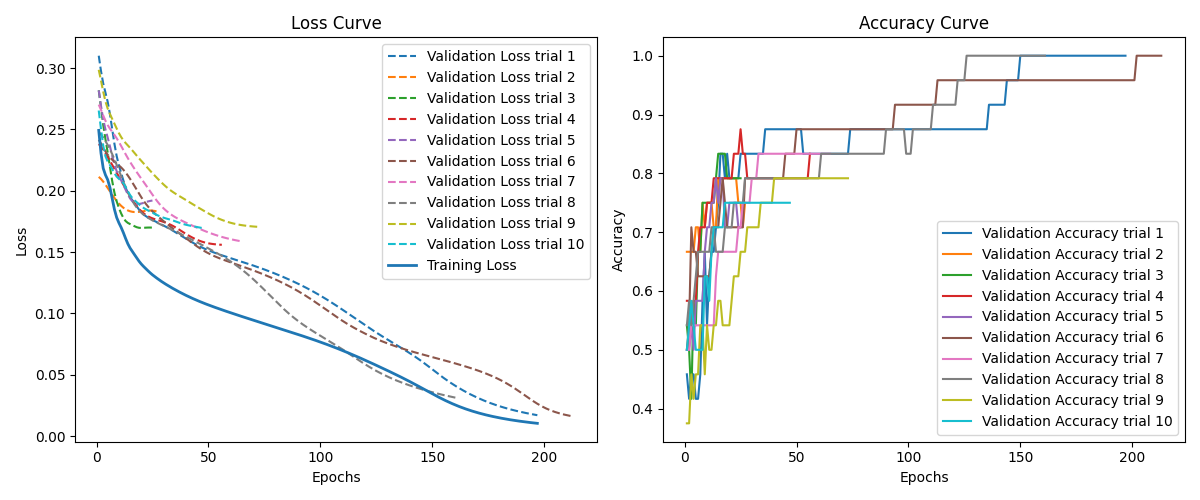 Loss Curve
Loss
0.30
0.25
0.20
0.15
0.10
0.05
0.00
0
50
100
150
200
Epochs
Validation Loss trial 1
Validation Loss trial 2
Validation Loss trial 3
Validation Loss trial 4
Validation Loss trial 5
Validation Loss trial 6
Validation Loss trial 7
Validation Loss trial 8
Validation Loss trial 9
Validation Loss trial 10
Training Loss
Accuracy Curve
Accuracy
1.0
0.9
0.8
0.7
0.6
0.5
0.4
0
50
100
150
200
Epochs
Validation Accuracy trial 1
Validation Accuracy trial 2
Validation Accuracy trial 3
Validation Accuracy trial 4
Validation Accuracy trial 5
Validation Accuracy trial 6
Validation Accuracy trial 7
Validation Accuracy trial 8
Validation Accuracy trial 9
Validation Accuracy trial 10